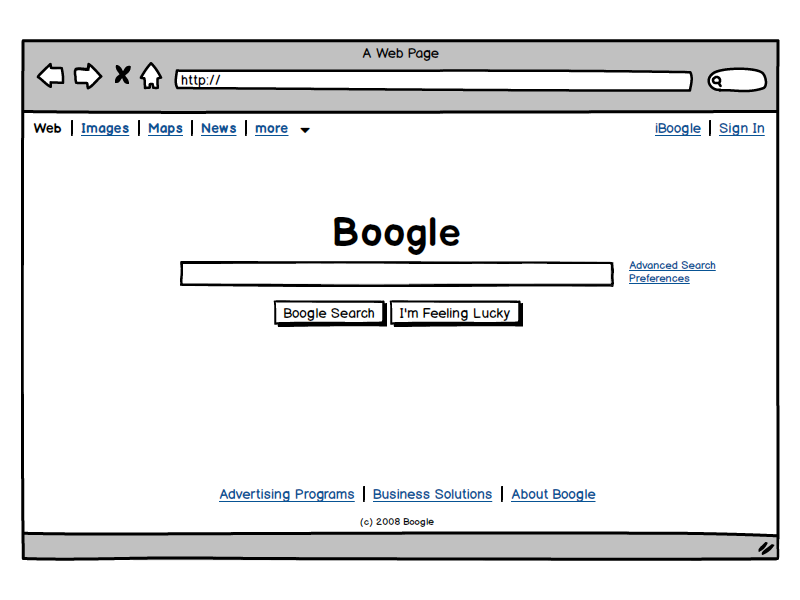 A Web Page
http://
Web Images Maps News more
iBoogle Sign In
Boogle
Advanced Search
Preferences
Boogle Search I'm Feeling Lucky
Advertising Programs Business Solutions About Boogle
(c) 2008 Boogle